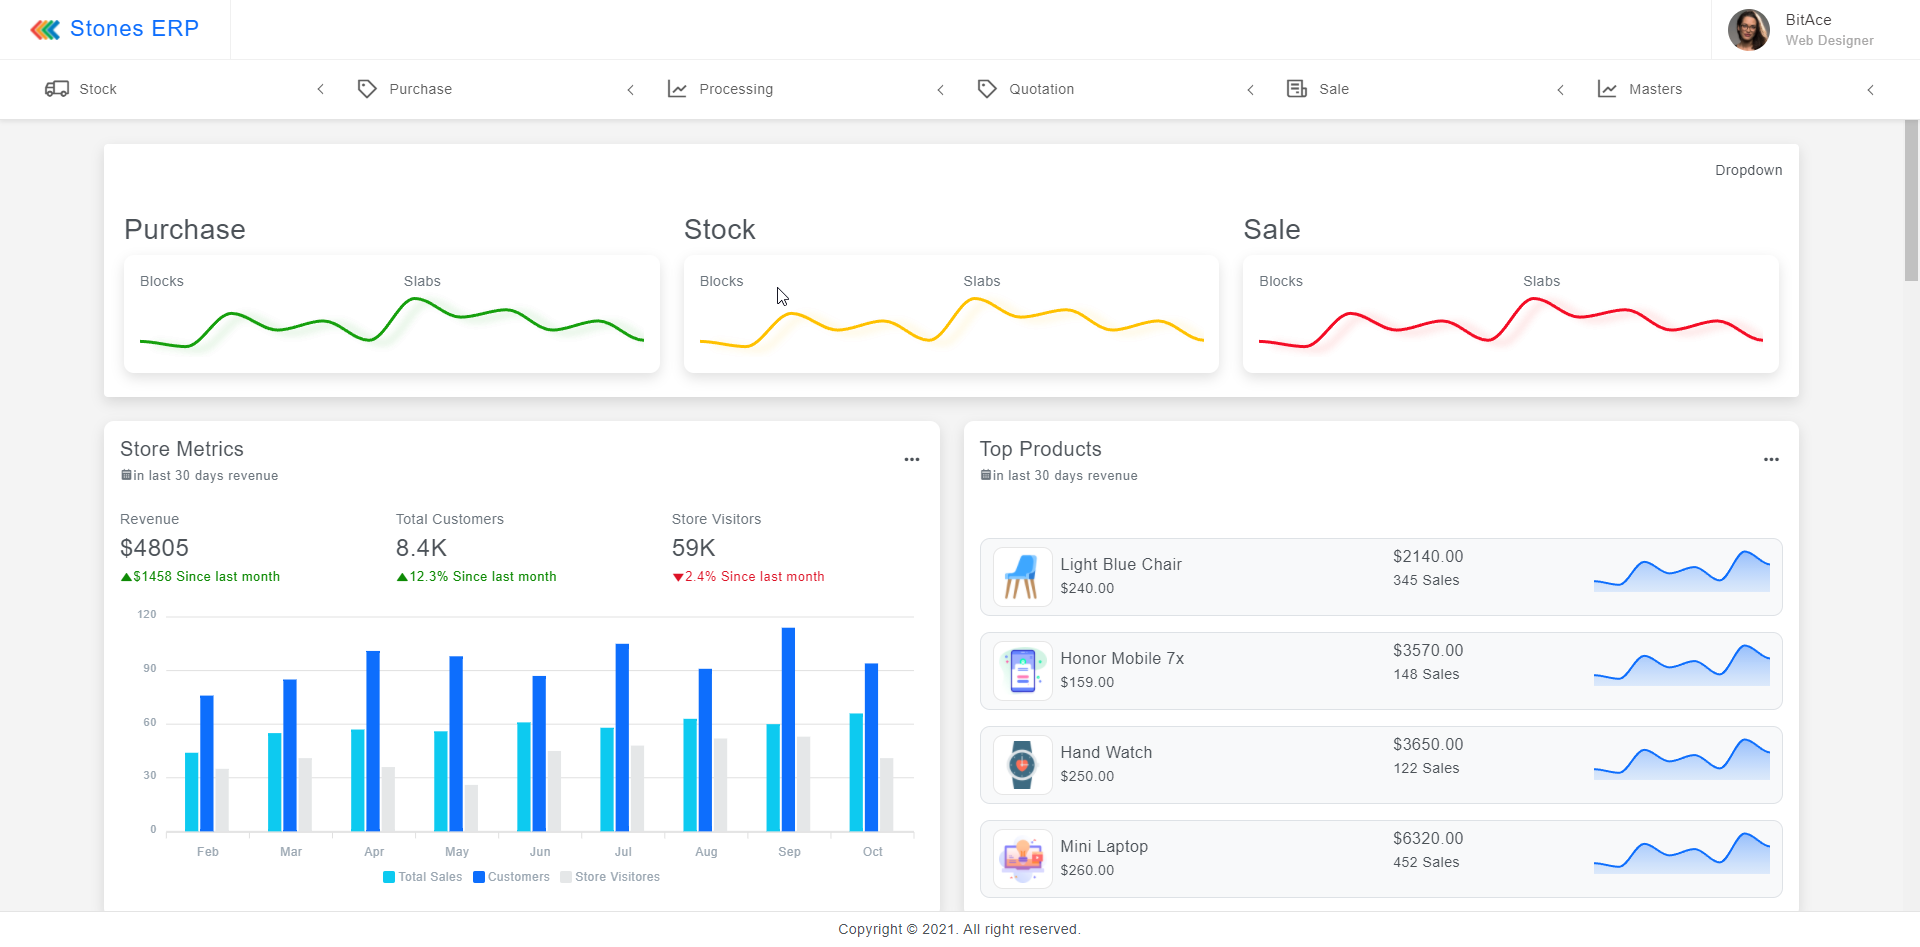 Stones ERP
BitAce
Web Designer
Stock
Purchase
Processing
Quotation
Sale
Masters
Dropdown
Purchase
Blocks Slabs
Stock
Blocks Slabs
Sale
Blocks Slabs
Store Metrics
in last 30 days revenue
Revenue
$4805
$1458 Since last month
Total Customers
8.4K
12.3% Since last month
Store Visitors
59K
2.4% Since last month
120
90
60
30
0
Feb Mar Apr May Jun Jul Aug Sep Oct
Total Sales Customers Store Visitores
Top Products
in last 30 days revenue
Light Blue Chair
$240.00
$2140.00
345 Sales
Honor Mobile 7x
$159.00
$3570.00
148 Sales
Hand Watch
$250.00
$3650.00
122 Sales
Mini Laptop
$260.00
$6320.00
452 Sales
Copyright © 2021. All right reserved.